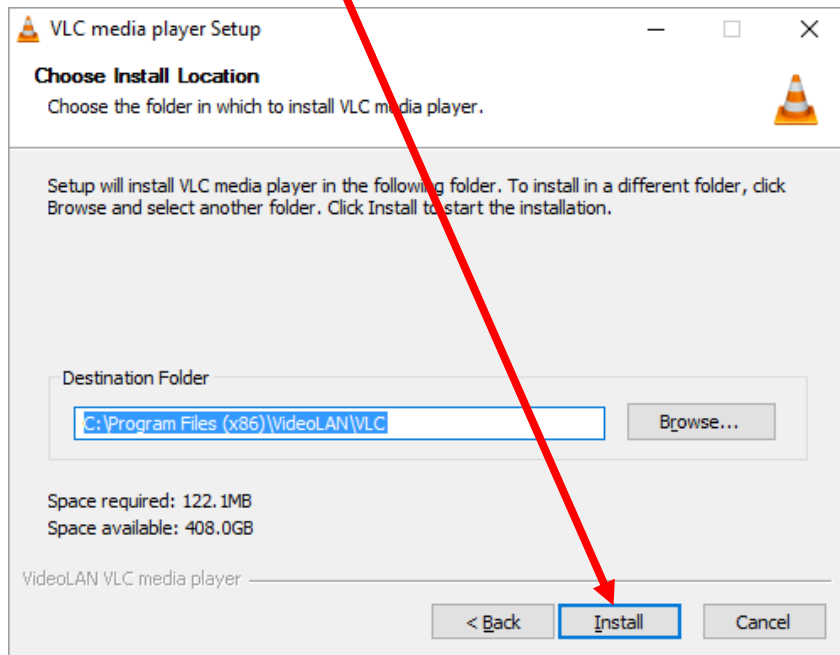 VLC media player Setup
Choose Install Location
Choose the folder in which to install VLC media player.
Setup will install VLC media player in the following folder. To install in a different folder, click
Browse and select another folder. Click Install to start the installation.
Destination Folder
C:\Program Files (x86)\VideoLAN\VLC
Browse...
Space required: 122.1MB
Space available: 408.0GB
VideoLAN VLC media player
< Back Install Cancel